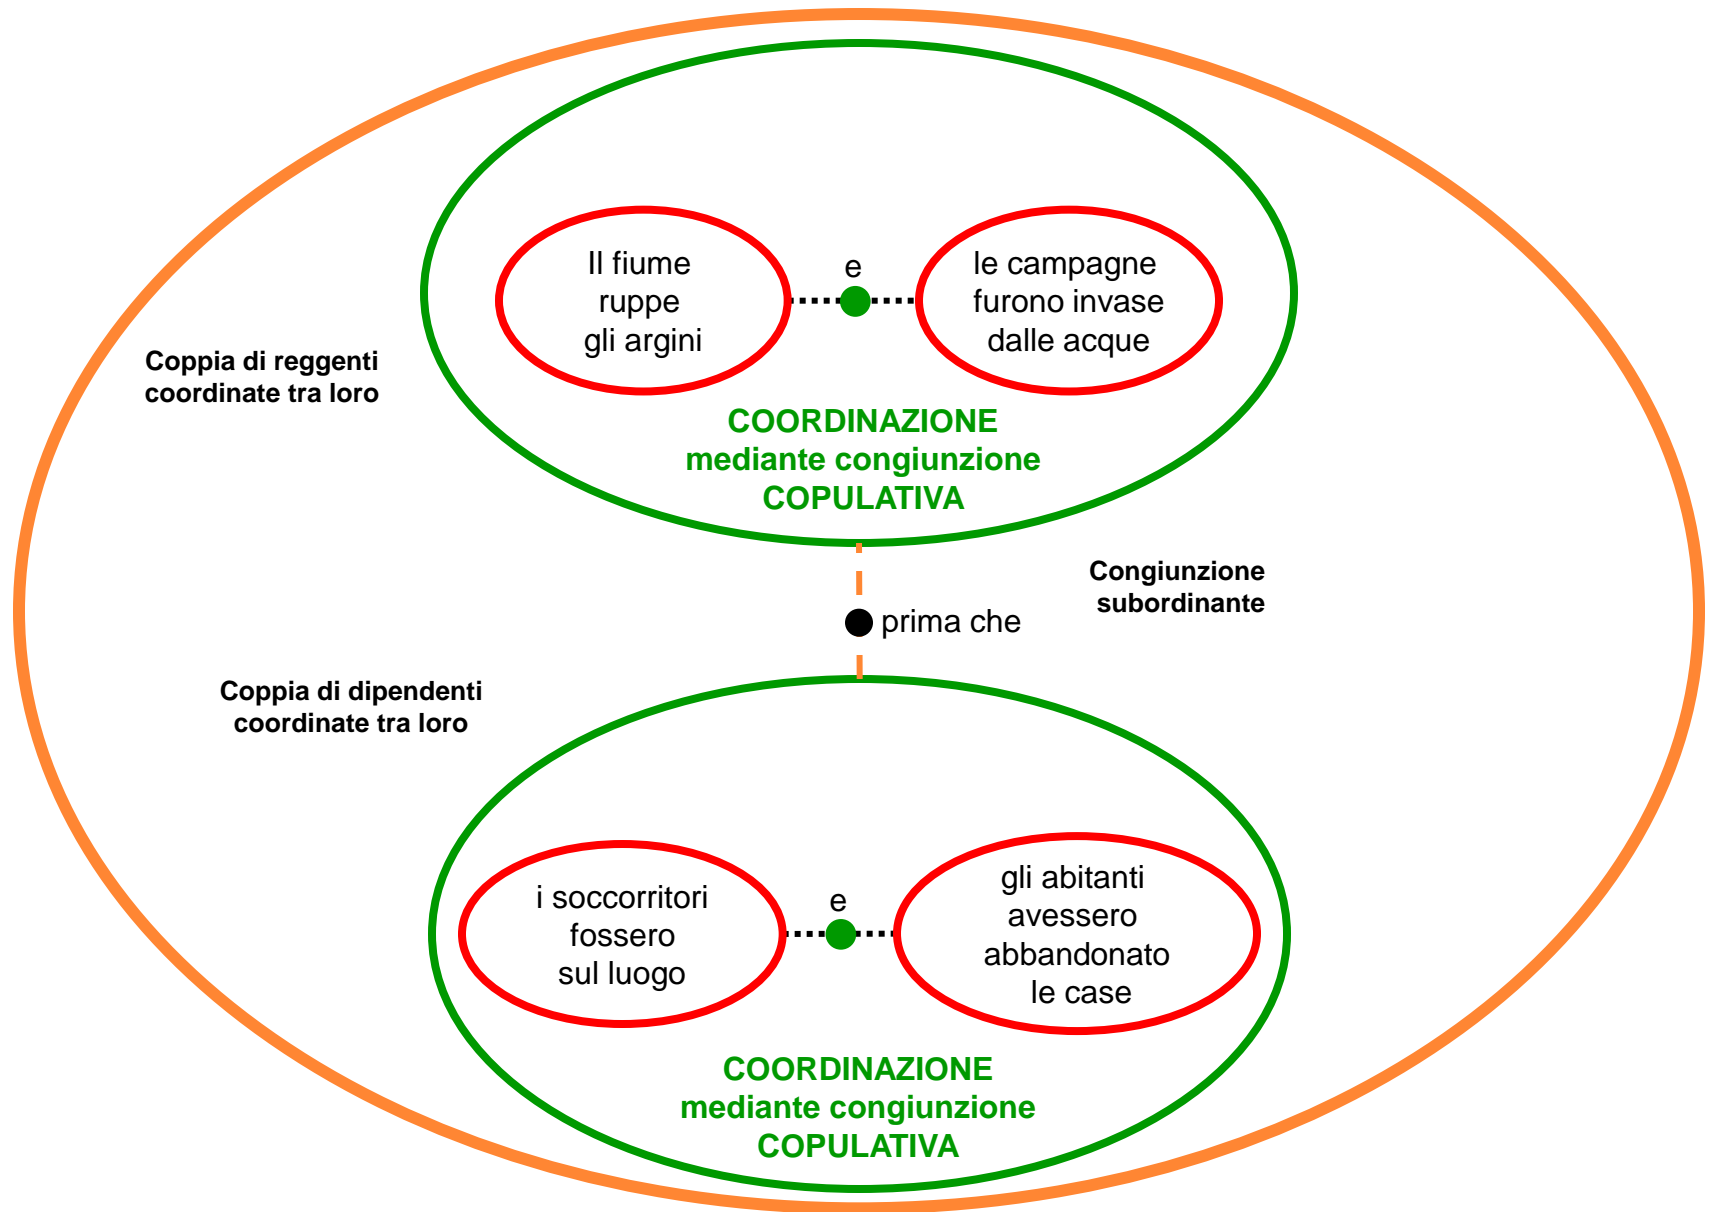 Il fiume
ruppe
gli argini
e
le campagne
furono invase
dalle acque
Coppia di reggenti
coordinate tra loro
COORDINAZIONE
mediante congiunzione
COPULATIVA
Congiunzione
subordinante
prima che
Coppia di dipendenti
coordinate tra loro
i soccorritori
fossero
sul luogo
e
gli abitanti
avessero
abbandonato
le case
COORDINAZIONE
mediante congiunzione
COPULATIVA